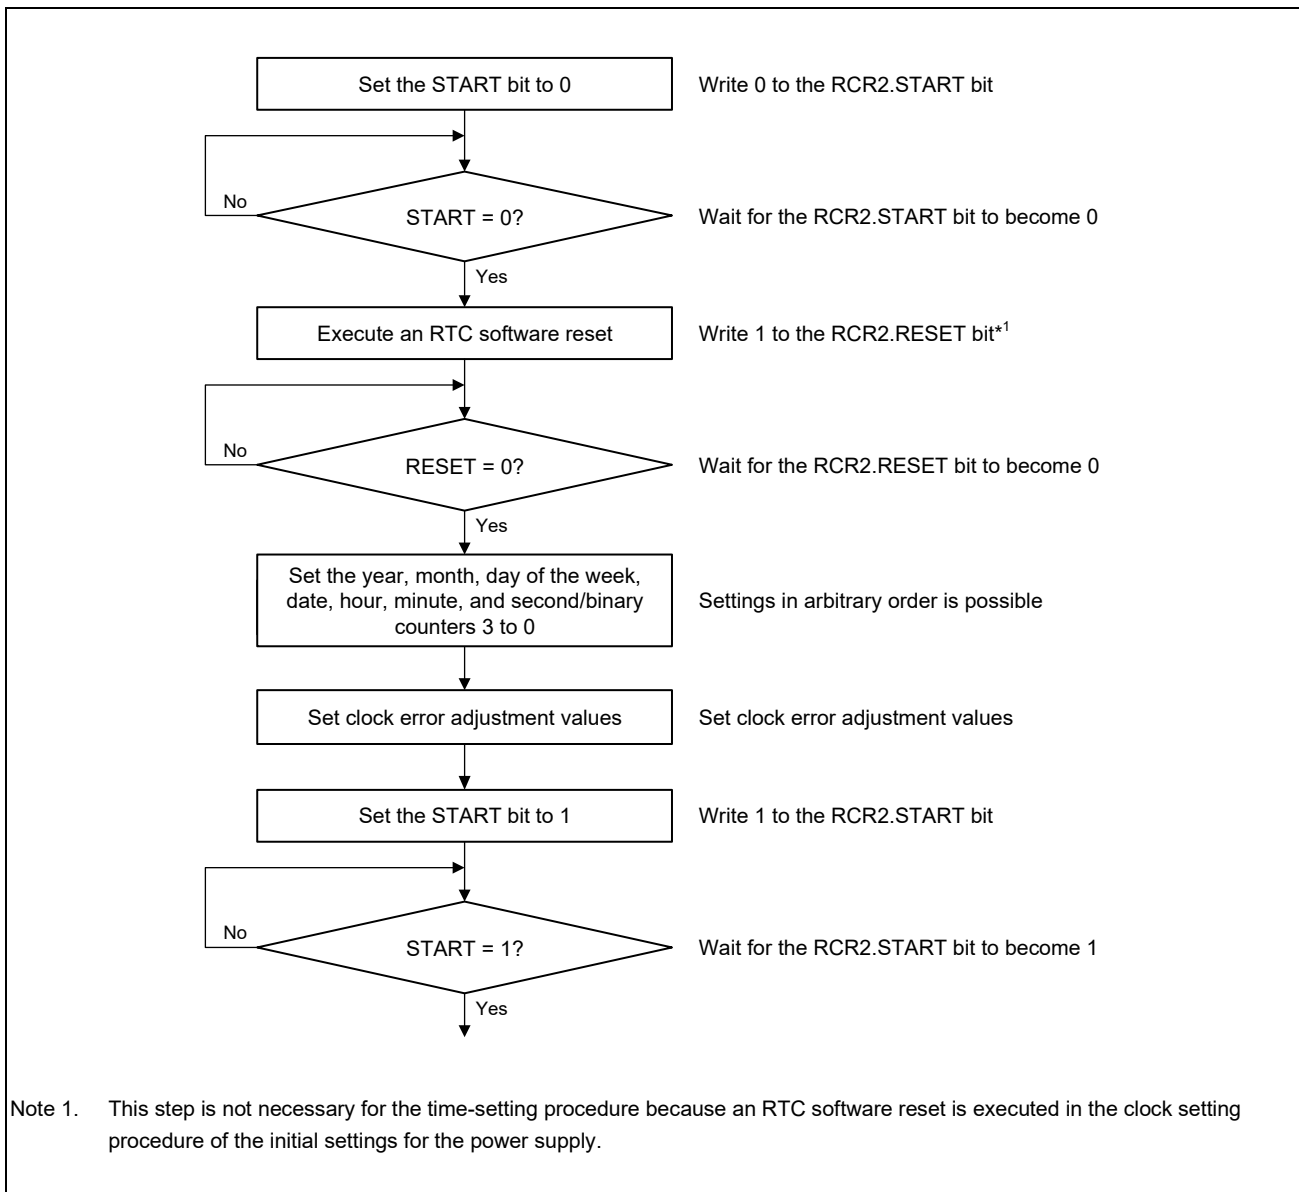 Set the START bit to 0
Write 0 to the RCR2.START bit
No
START = 0?
Wait for the RCR2.START bit to become 0
Yes
Execute an RTC software reset
Write 1 to the RCR2.RESET bit*1
No
RESET = 0?
Wait for the RCR2.RESET bit to become 0
Yes
Set the year, month, day of the week,
date, hour, minute, and second/binary
counters 3 to 0
Settings in arbitrary order is possible
Set clock error adjustment values
Set clock error adjustment values
Set the START bit to 1
Write 1 to the RCR2.START bit
No
START = 1?
Wait for the RCR2.START bit to become 1
Yes
Note 1. This step is not necessary for the time-setting procedure because an RTC software reset is executed in the clock setting
procedure of the initial settings for the power supply.